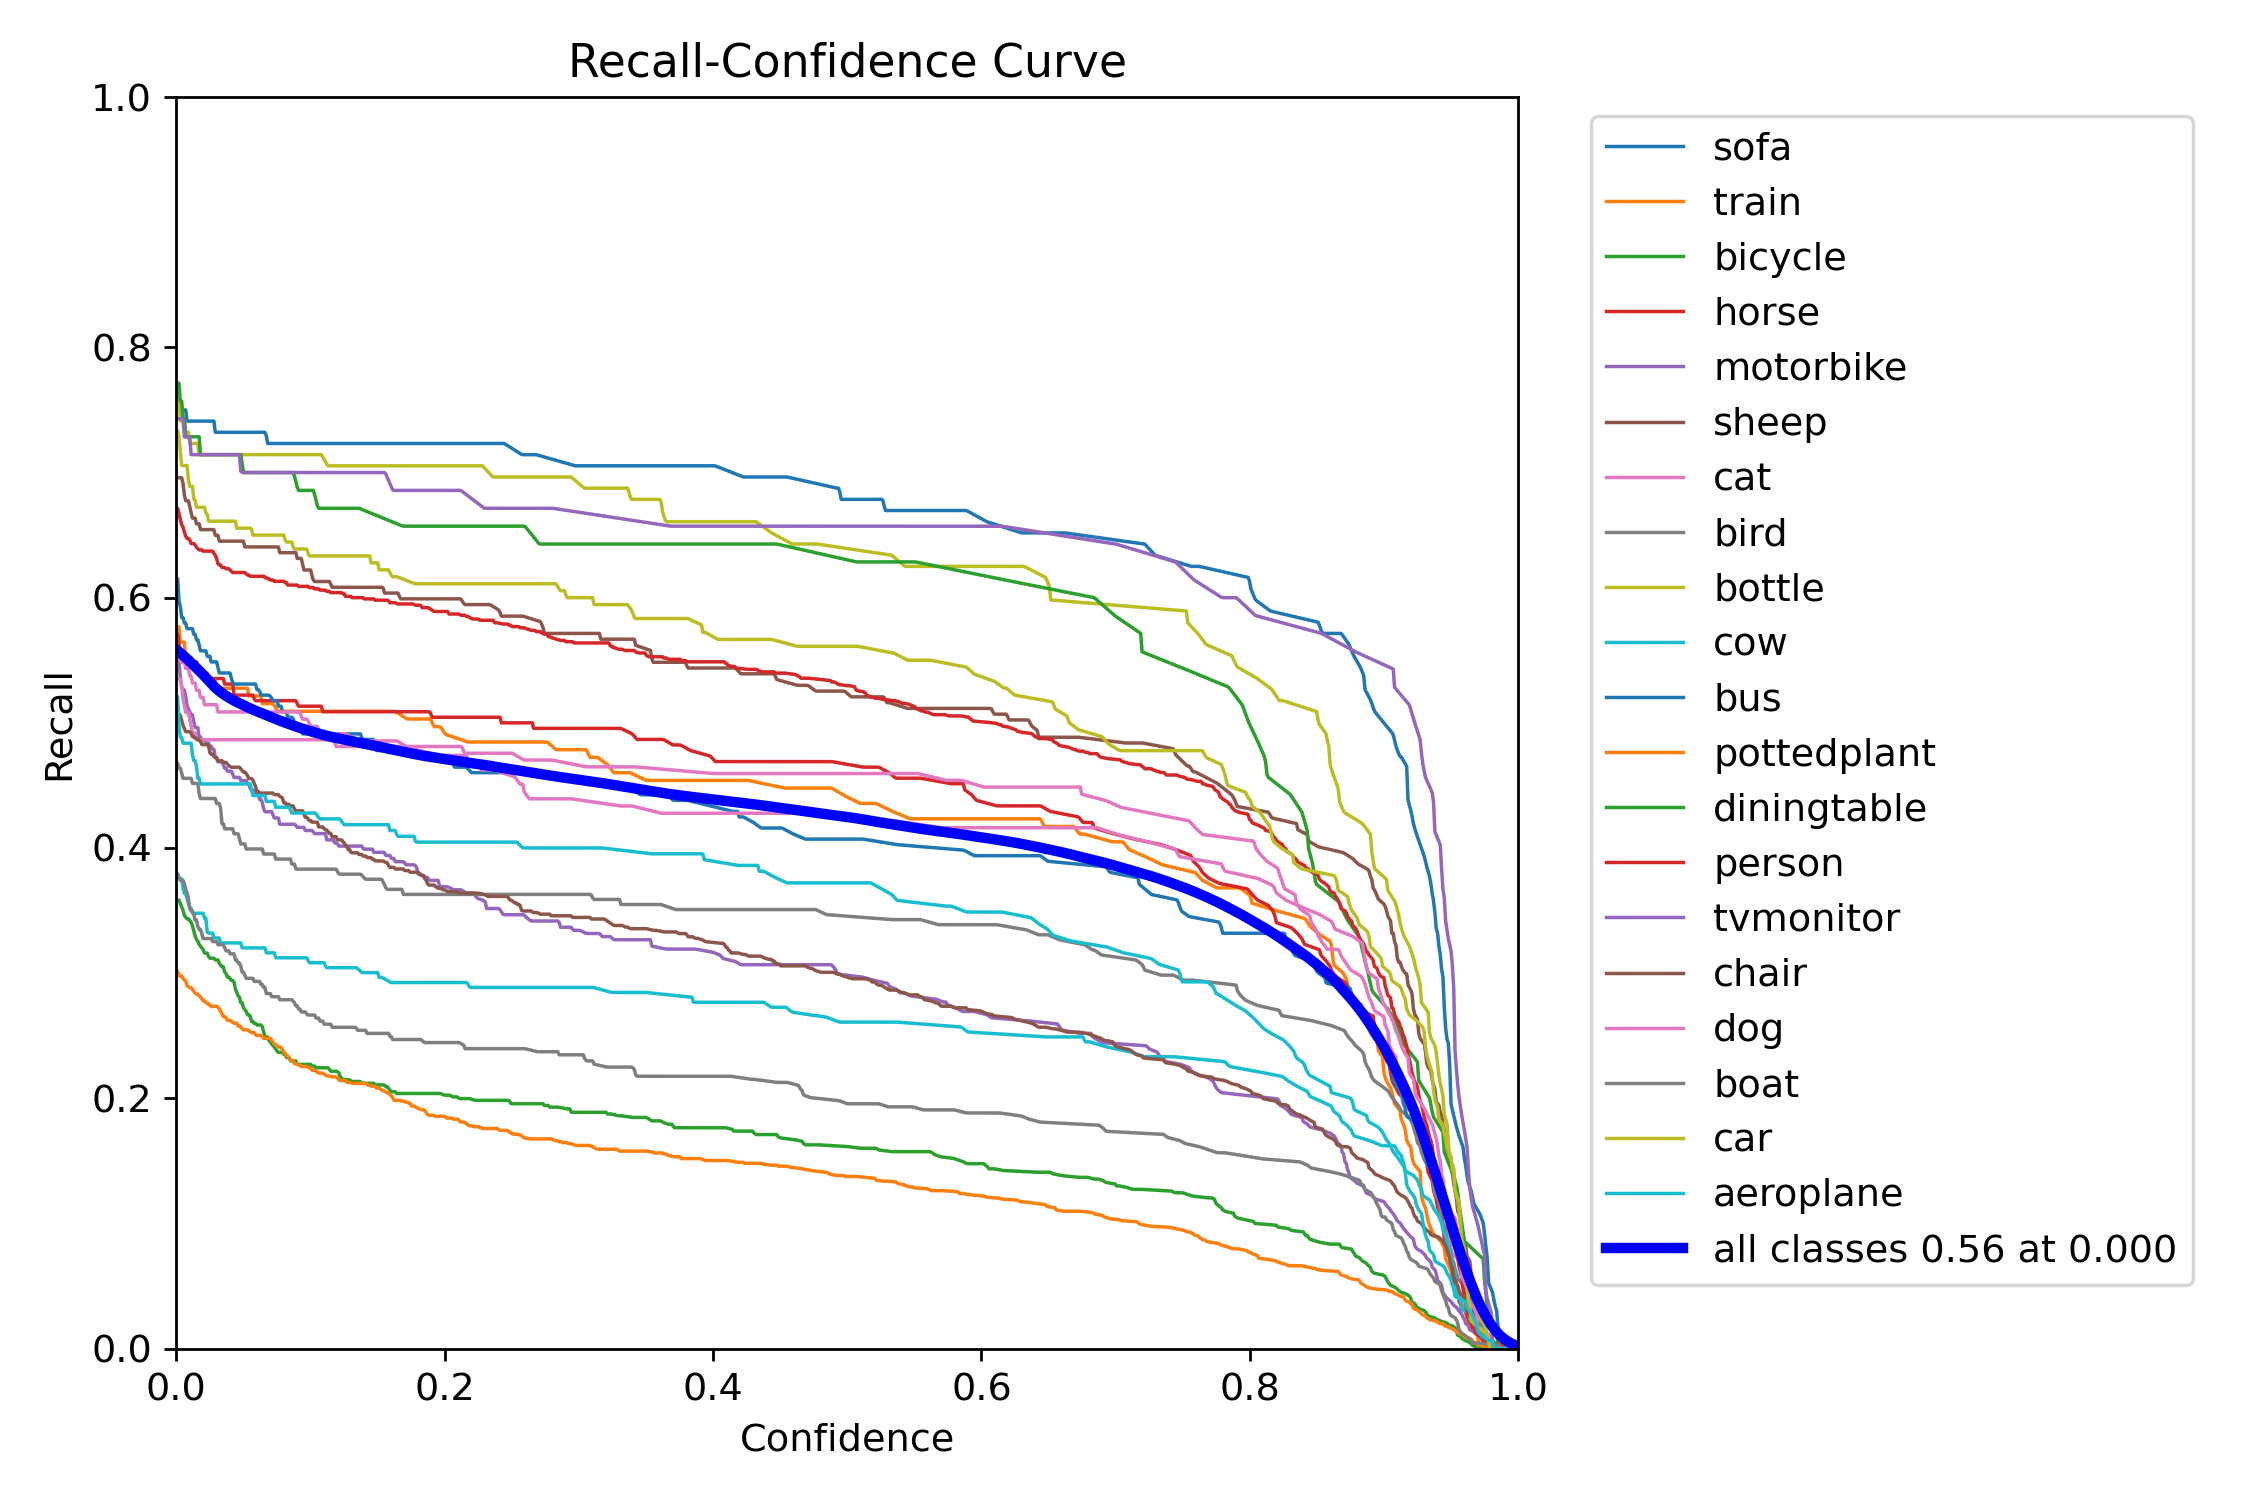 Recall-Confidence Curve
1.0
0.8
0.6
0.4
0.2
0.0
Recall
0.0 0.2 0.4 0.6 0.8 1.0
Confidence
sofa
train
bicycle
horse
motorbike
sheep
cat
bird
bottle
cow
bus
pottedplant
diningtable
person
tvmonitor
chair
dog
boat
car
aeroplane
all classes 0.56 at 0.000